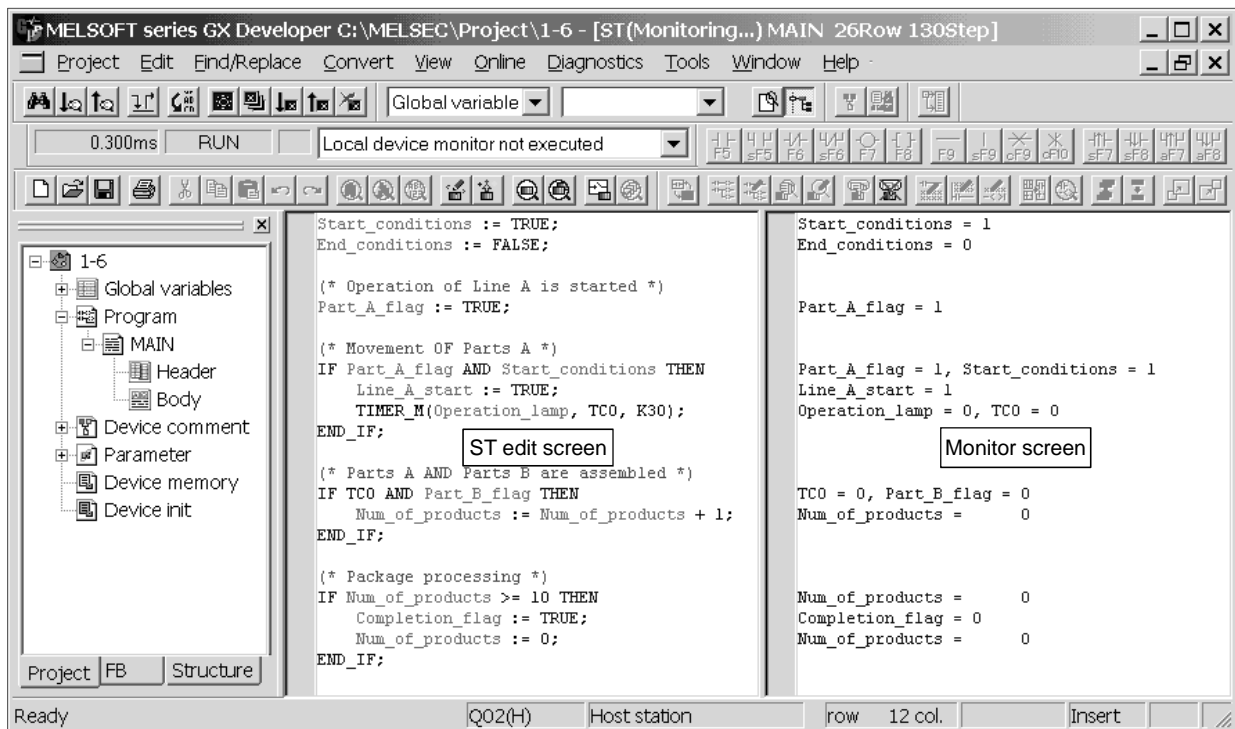 MELSOFT series GX Developer C:\MELSEC\Project\1-6 - [ST(Monitoring...) MAIN 26Row 130Step]
Project Edit Find/Replace Convert View Online Diagnostics Tools Window Help
Global variable
0.300ms RUN Local device monitor not executed F5 sF5 F6 sF6 F7 F8 F9 sF9 cF9 cF10 sF7 sF8 aF7 aF8
1-6
Global variables
Program
MAIN
Header
Body
Device comment
Parameter
Device memory
Device init
Project FB Structure
Start_conditions := TRUE;
End_conditions := FALSE;
(* Operation of Line A is started *)
Part_A_flag := TRUE;
(* Movement OF Parts A *)
IF Part_A_flag AND Start_conditions THEN
Line_A_start := TRUE;
TIMER_M(Operation_lamp, TC0, K30);
END_IF;
ST edit screen
(* Parts A AND Parts B are assembled *)
IF TC0 AND Part_B_flag THEN
Num_of_products := Num_of_products + 1;
END_IF;
(* Package processing *)
IF Num_of_products >= 10 THEN
Completion_flag := TRUE;
Num_of_products := 0;
END_IF;
Start_conditions = 1
End_conditions = 0
Part_A_flag = 1
Part_A_flag = 1, Start_conditions = 1
Line_A_start = 1
Operation_lamp = 0, TC0 = 0
Monitor screen
TC0 = 0, Part_B_flag = 0
Num_of_products = 0
Num_of_products = 0
Completion_flag = 0
Num_of_products = 0
Ready Q02(H) Host station row 12 col. Insert